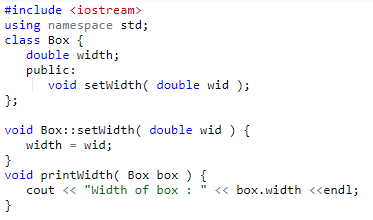 #include <iostream>
using namespace std;
class Box {
   double width;
   public:
      void setWidth( double wid );
};

void Box::setWidth( double wid ) {
   width = wid;
}
void printWidth( Box box ) {
   cout << "Width of box : " << box.width <<endl;
}